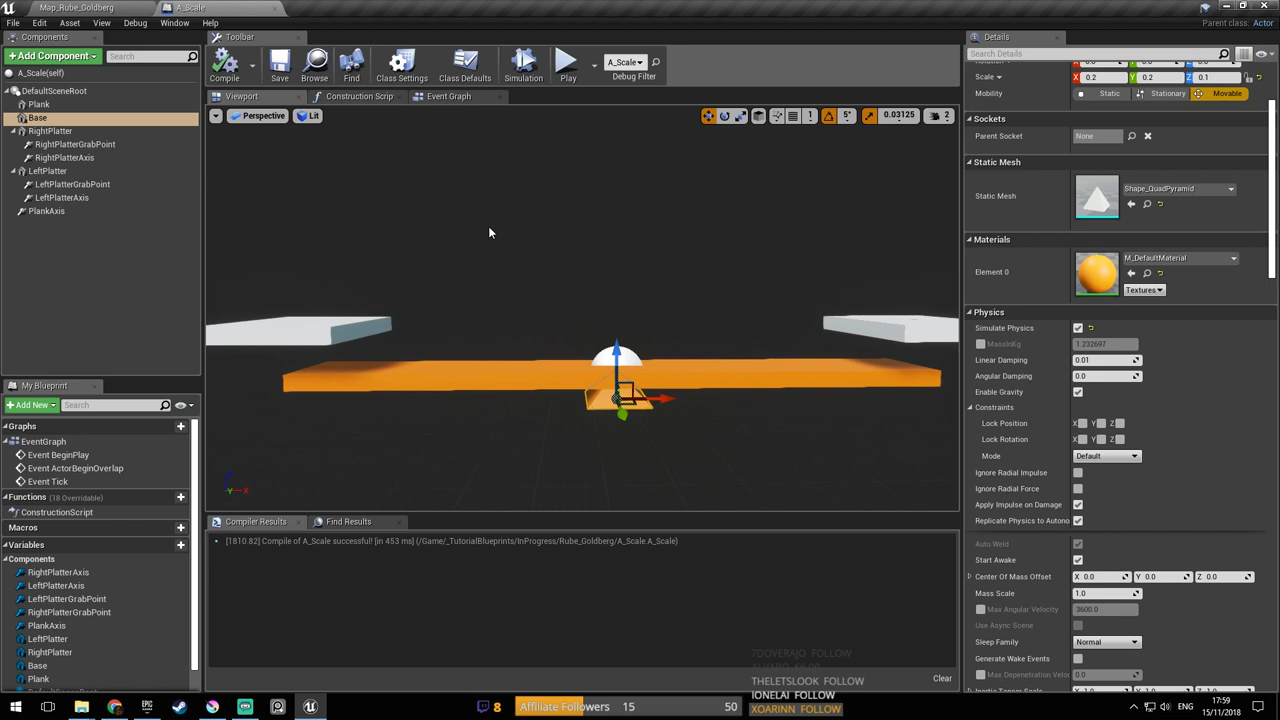 Map_Rube_Goldberg
A_Scale
File Edit Asset View Debug Window Help
Parent class: Actor
Components
Add Component
Search
A_Scale(self)
DefaultSceneRoot
Plank
Base
RightPlatter
RightPlatterGrabPoint
RightPlatterAxis
LeftPlatter
LeftPlatterGrabPoint
LeftPlatterAxis
PlankAxis
Toolbar
Compile
Save
Browse
Find
Class Settings
Class Defaults
Simulation
Play
A_Scale
Debug Filter
Viewport
Construction Scrip
Event Graph
Perspective
Lit
1
5°
0.03125
2
Z
Y
X
My Blueprint
Add New
Search
Graphs
EventGraph
Event BeginPlay
Event ActorBeginOverlap
Event Tick
Functions (18 Overridable)
ConstructionScript
Macros
Variables
Components
RightPlatterAxis
LeftPlatterAxis
LeftPlatterGrabPoint
RightPlatterGrabPoint
PlankAxis
LeftPlatter
RightPlatter
Base
Plank
Compiler Results
Find Results
[1810.82] Compile of A_Scale successful! [in 453 ms] (/Game/_TutorialBlueprints/InProgress/Rube_Goldberg/A_Scale.A_Scale)
Clear
Details
Search Details
Scale X 0.2 Y 0.2 Z 0.1
Mobility Static Stationary Movable
Sockets
Parent Socket None
Static Mesh
Static Mesh Shape_QuadPyramid
Materials
Element 0 M_DefaultMaterial
Textures
Physics
Simulate Physics
MassInKg 1.232697
Linear Damping 0.01
Angular Damping 0.0
Enable Gravity
Constraints
Lock Position X Y Z
Lock Rotation X Y Z
Mode Default
Ignore Radial Impulse
Ignore Radial Force
Apply Impulse on Damage
Replicate Physics to Autono
Auto Weld
Start Awake
Center Of Mass Offset X 0.0 Y 0.0 Z 0.0
Mass Scale 1.0
Max Angular Velocity 3600.0
Use Async Scene
Sleep Family Normal
Generate Wake Events
Max Depenetration Veloc 0.0
7DOVERAJO FOLLOW
THELETSLOOK FOLLOW
IONELAI FOLLOW
XOARINN FOLLOW
8
Affiliate Followers 15 50
17:59
15/11/2018